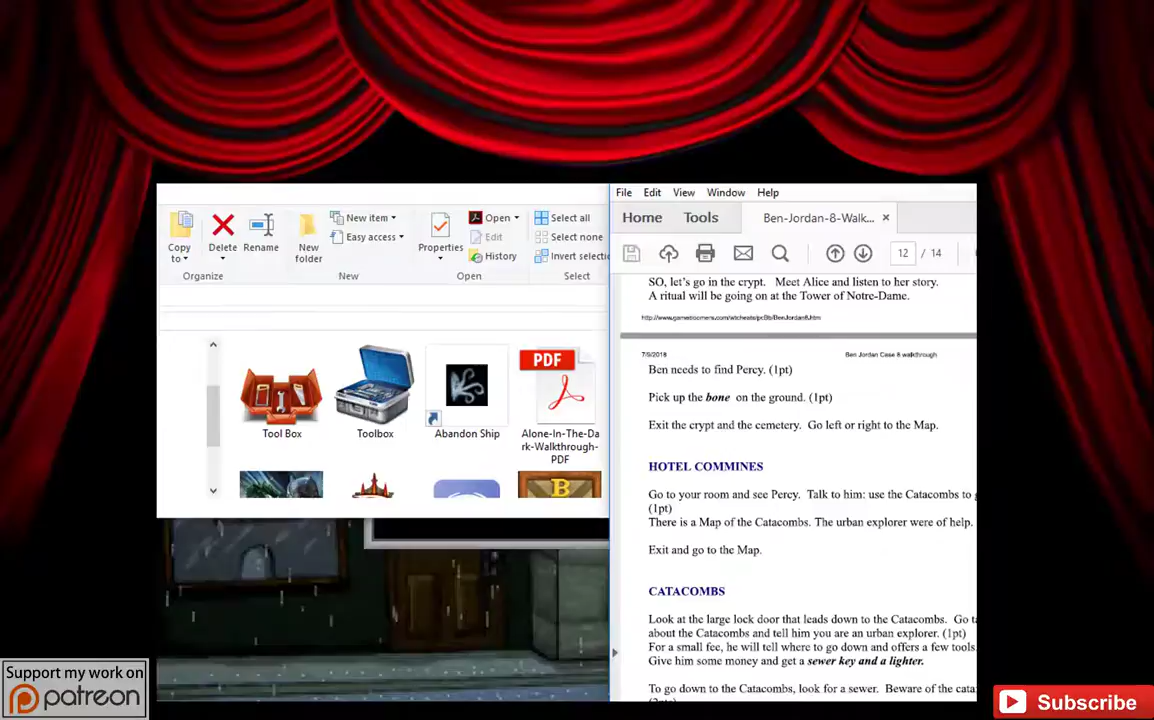 File Edit View Window Help
Home Tools Ben-Jordan-8-Walk... ×
Copy to
Delete
Rename
New folder
New item
Easy access
Properties
Open
Edit
History
Select all
Select none
Invert selectio
Organize
New
Open
Select
12 / 14
SO, let's go in the crypt. Meet Alice and listen to her story.
A ritual will be going on at the Tower of Notre-Dame.
7/9/2018
Ben Jordan Case 8 walkthrough
Ben needs to find Percy. (1pt)
Pick up the bone on the ground. (1pt)
Exit the crypt and the cemetery. Go left or right to the Map.
HOTEL COMMINES
Go to your room and see Percy. Talk to him: use the Catacombs to g
(1pt)
There is a Map of the Catacombs. The urban explorer were of help.
Exit and go to the Map.
CATACOMBS
Look at the large lock door that leads down to the Catacombs. Go ta
about the Catacombs and tell him you are an urban explorer. (1pt)
For a small fee, he will tell where to go down and offers a few tools.
Give him some money and get a sewer key and a lighter.
To go down to the Catacombs, look for a sewer. Beware of the cata
PDF
Tool Box
Toolbox
Abandon Ship
Alone-In-The-Da
rk-Walkthrough-
PDF
B
Support my work on
patreon
Subscribe